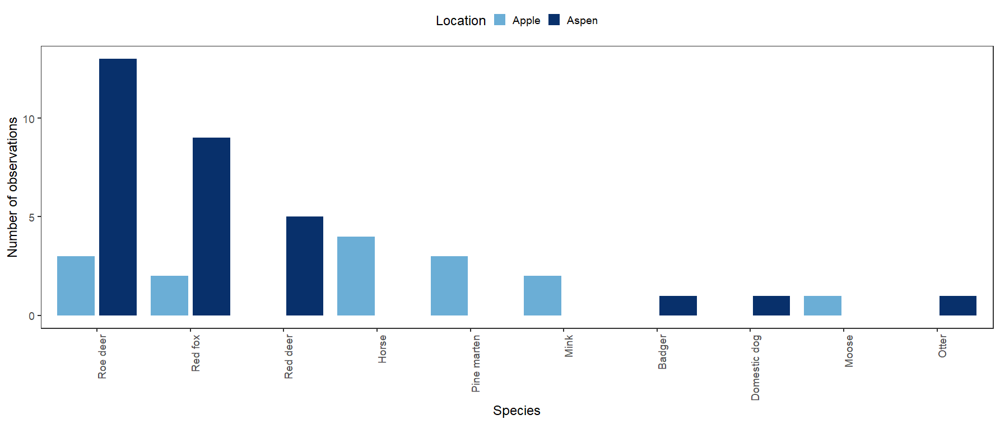 Location Apple Aspen
Number of observations
10
5
0
Roe deer
Red fox
Red deer
Horse
Pine marten
Mink
Badger
Domestic dog
Moose
Otter
Species